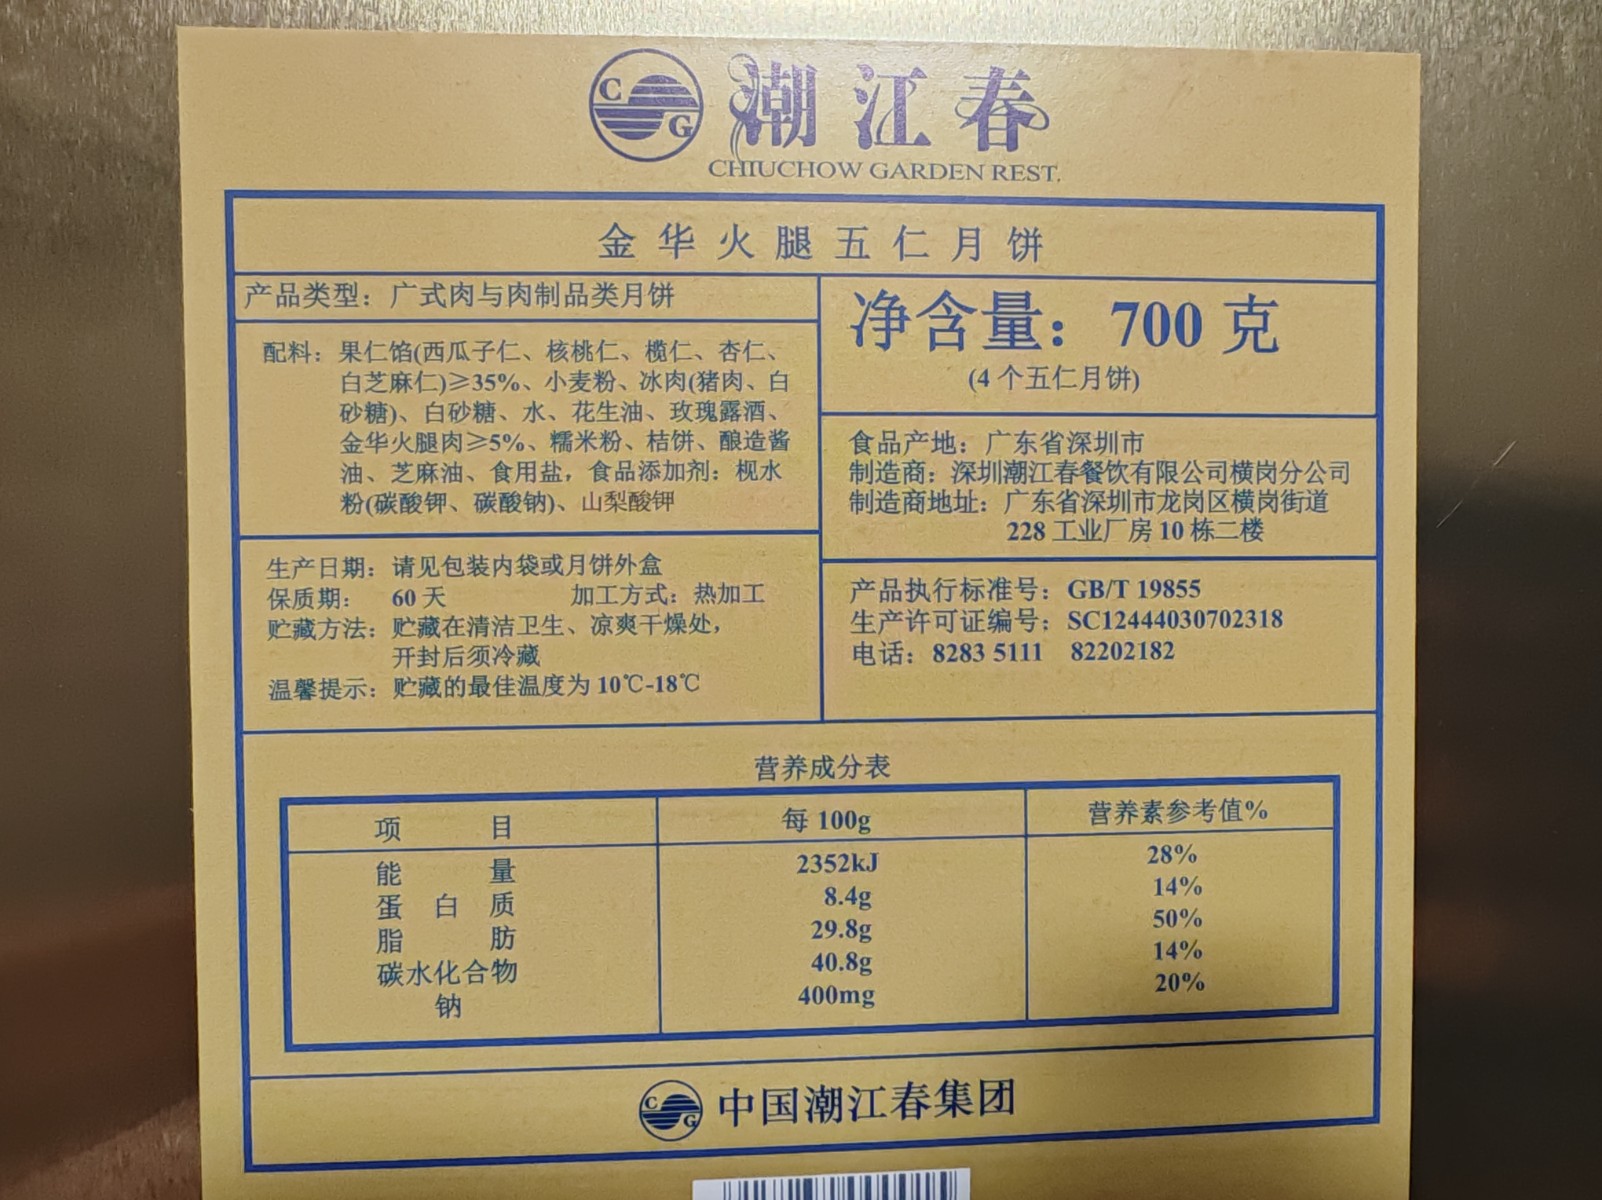 C G 潮江春
CHIUCHOW GARDEN REST.
金华火腿五仁月饼
产品类型：广式肉与肉制品类月饼
配料：果仁馅(西瓜子仁、核桃仁、榄仁、杏仁、
白芝麻仁)≥35%、小麦粉、冰肉(猪肉、白
砂糖)、白砂糖、水、花生油、玫瑰露酒、
金华火腿肉≥5%、糯米粉、桔饼、酿造酱
油、芝麻油、食用盐，食品添加剂：枧水
粉(碳酸钾、碳酸钠)、山梨酸钾
生产日期：请见包装内袋或月饼外盒
保质期：60天 加工方式：热加工
贮藏方法：贮藏在清洁卫生、凉爽干燥处，
开封后须冷藏
温馨提示：贮藏的最佳温度为10℃-18℃
净含量：700克
(4个五仁月饼)
食品产地：广东省深圳市
制造商：深圳潮江春餐饮有限公司横岗分公司
制造商地址：广东省深圳市龙岗区横岗街道
228工业厂房10栋二楼
产品执行标准号：GB/T 19855
生产许可证编号：SC12444030702318
电话：8283 5111 82202182
营养成分表
项目 每100g 营养素参考值%
能量 2352kJ 28%
蛋白质 8.4g 14%
脂肪 29.8g 50%
碳水化合物 40.8g 14%
钠 400mg 20%
C G 中国潮江春集团